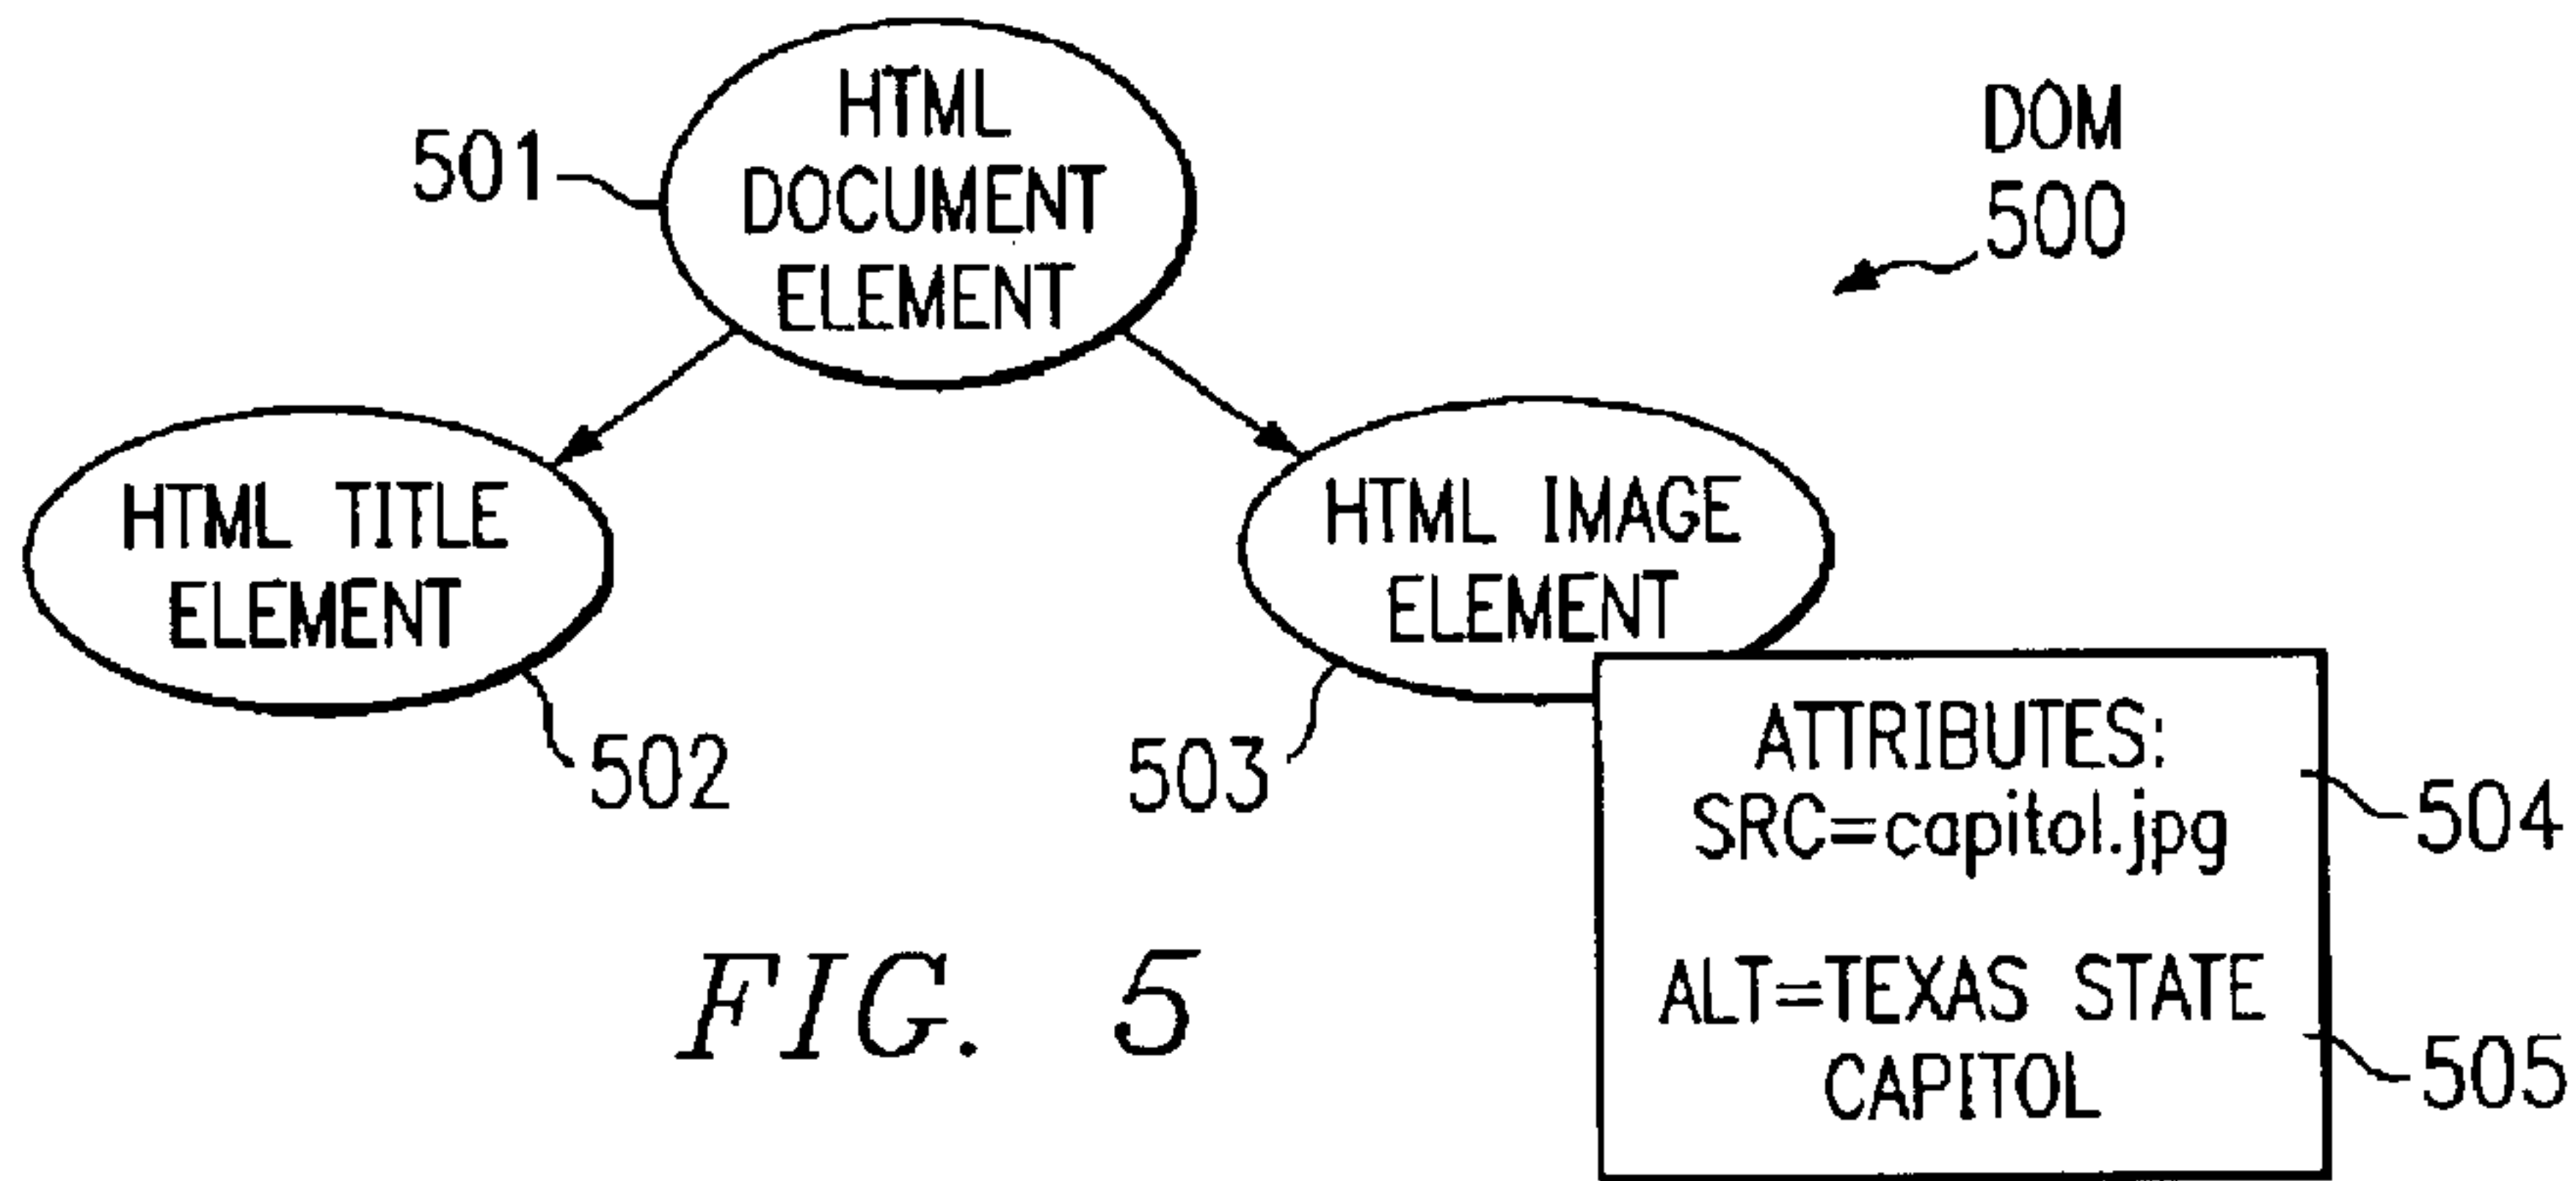 HTML
DOCUMENT
ELEMENT
501
DOM
500
HTML TITLE
ELEMENT
502
HTML IMAGE
ELEMENT
503
ATTRIBUTES:
SRC=capitol.jpg
504
ALT=TEXAS STATE
CAPITOL
505
FIG. 5